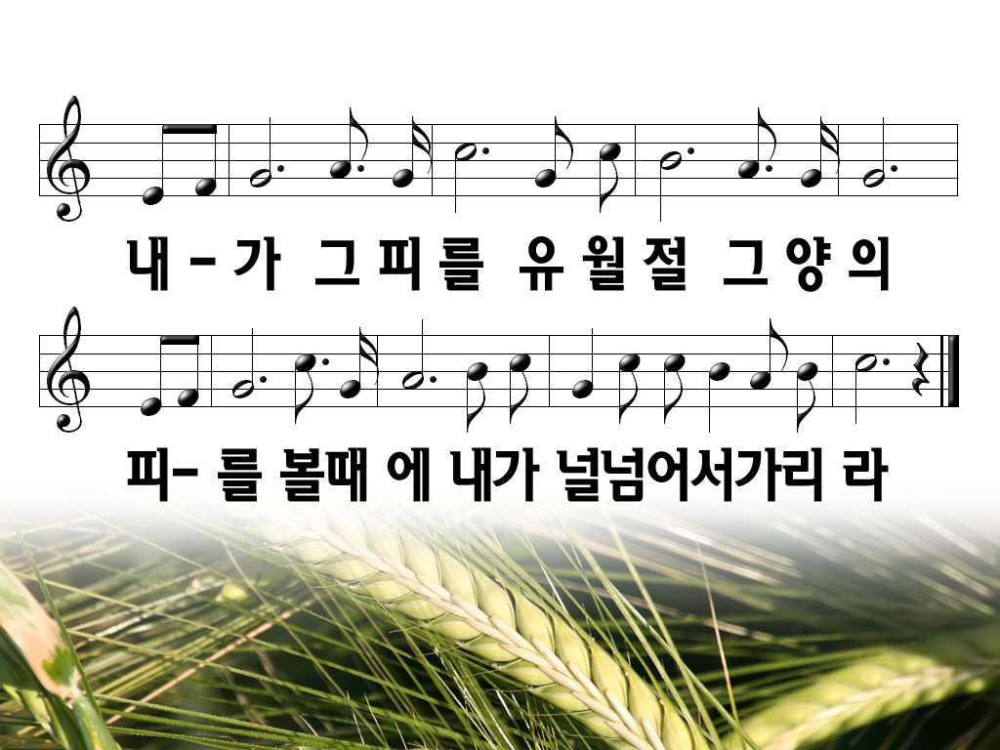 내 - 가 그 피 를 유 월 절 그 양 의
피- 를 볼때 에 내가 널넘어서가리 라